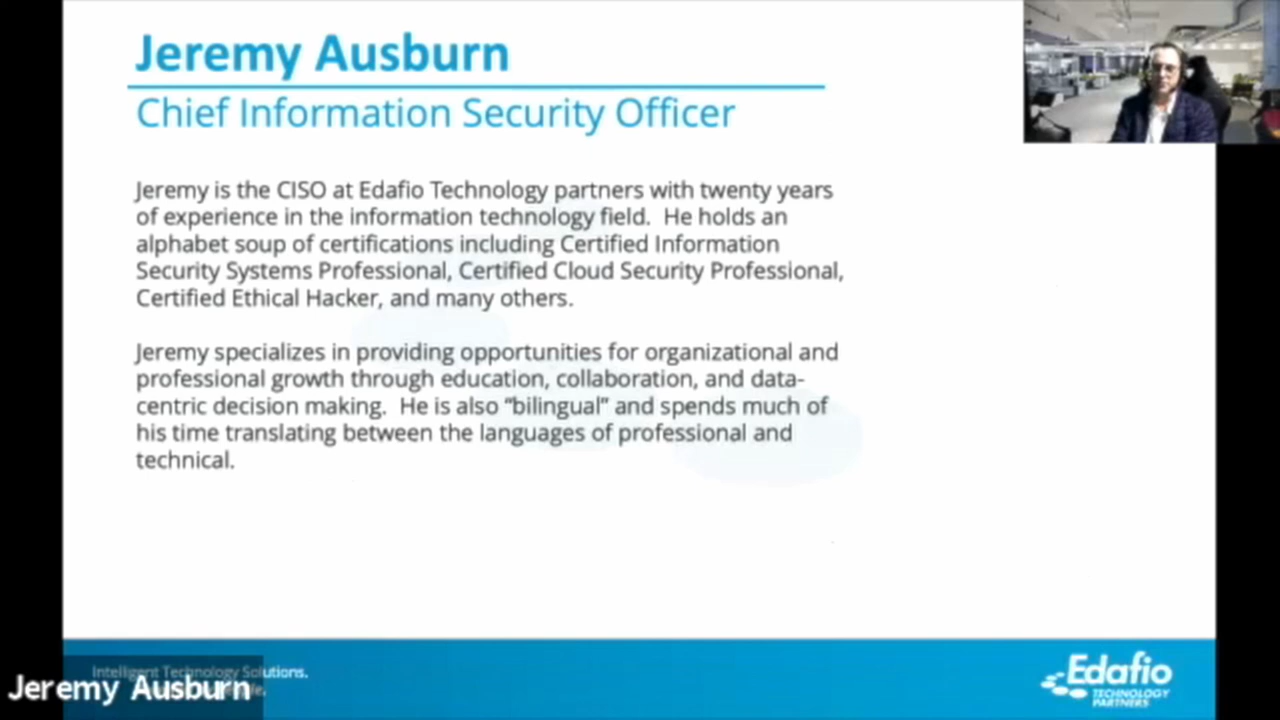 Jeremy Ausburn
Chief Information Security Officer
Jeremy is the CISO at Edafio Technology partners with twenty years
of experience in the information technology field.  He holds an
alphabet soup of certifications including Certified Information
Security Systems Professional, Certified Cloud Security Professional,
Certified Ethical Hacker, and many others.
Jeremy specializes in providing opportunities for organizational and
professional growth through education, collaboration, and data-
centric decision making.  He is also “bilingual” and spends much of
his time translating between the languages of professional and
technical.
Intelligent Technology Solutions.
Jeremy Ausburn
Edafio
TECHNOLOGY
PARTNERS